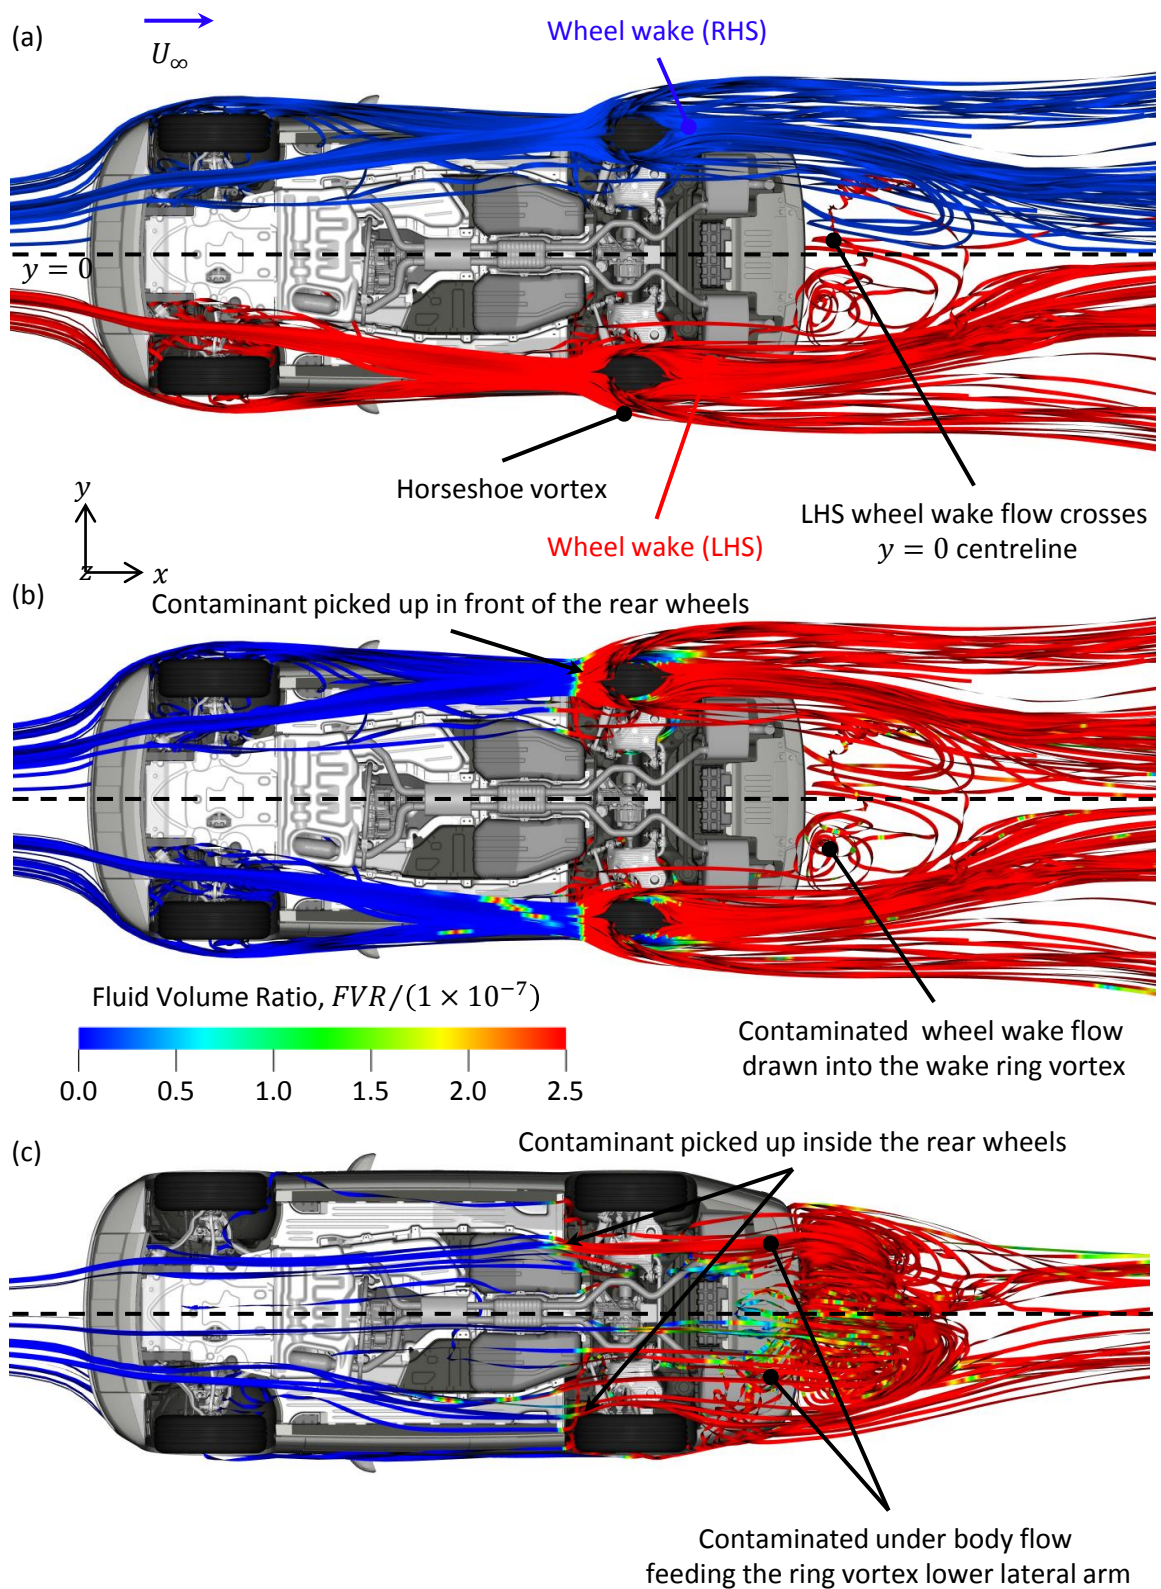 (a)
U∞
Wheel wake (RHS)
y = 0
Horseshoe vortex
LHS wheel wake flow crosses
y = 0 centreline
Wheel wake (LHS)
y
z
x
(b)
Contaminant picked up in front of the rear wheels
Fluid Volume Ratio, FVR/(1 × 10⁻⁷)
0.0 0.5 1.0 1.5 2.0 2.5
Contaminated wheel wake flow
drawn into the wake ring vortex
(c)
Contaminant picked up inside the rear wheels
Contaminated under body flow
feeding the ring vortex lower lateral arm